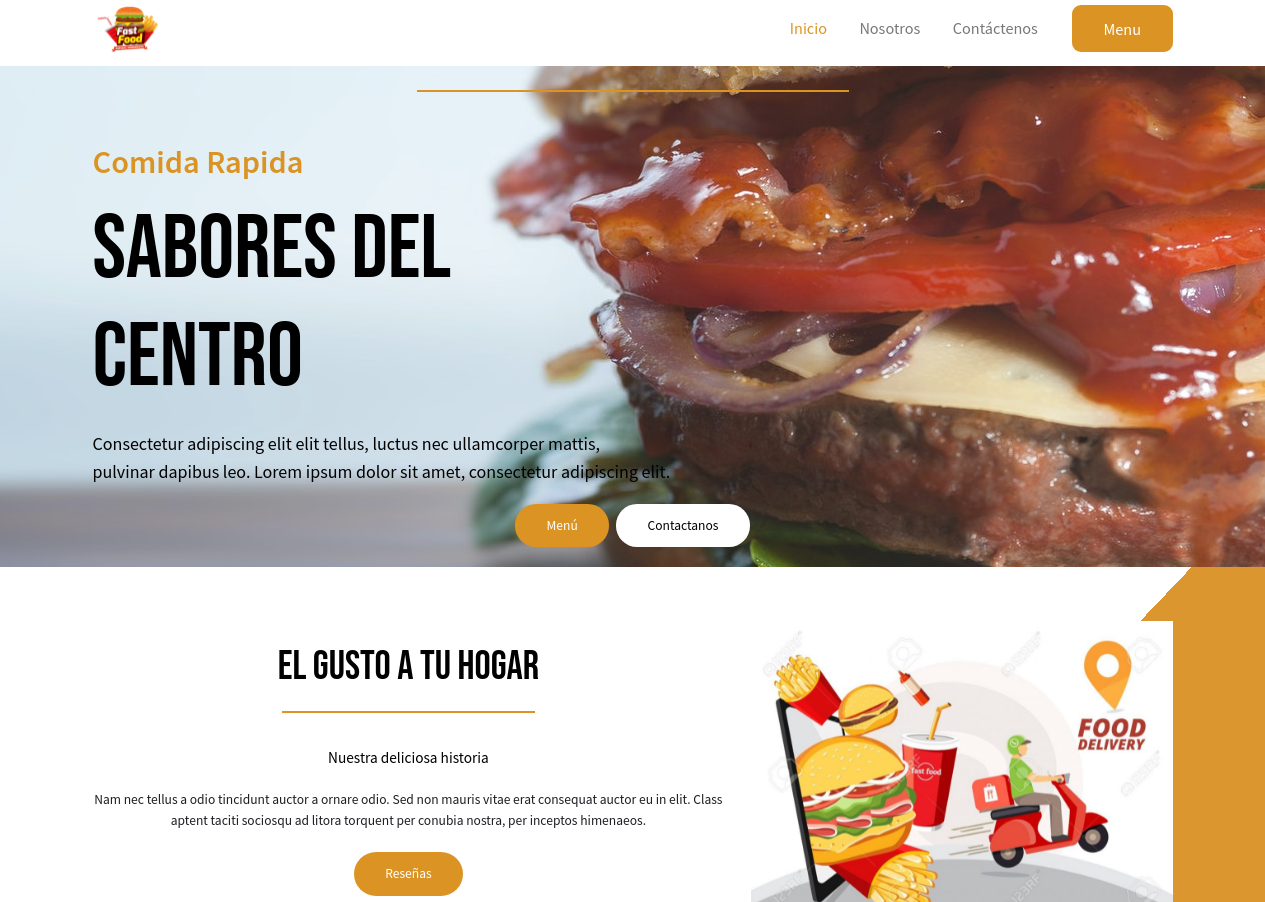 Fast
Food
Inicio
Nosotros
Contáctenos
Menu
Comida Rapida
SABORES DEL
CENTRO
Consectetur adipiscing elit elit tellus, luctus nec ullamcorper mattis,
pulvinar dapibus leo. Lorem ipsum dolor sit amet, consectetur adipiscing elit.
Menú
Contactanos
EL GUSTO A TU HOGAR
Nuestra deliciosa historia
Nam nec tellus a odio tincidunt auctor a ornare odio. Sed non mauris vitae erat consequat auctor eu in elit. Class
aptent taciti sociosqu ad litora torquent per conubia nostra, per inceptos himenaeos.
Reseñas
FOOD
DELIVERY
fast food